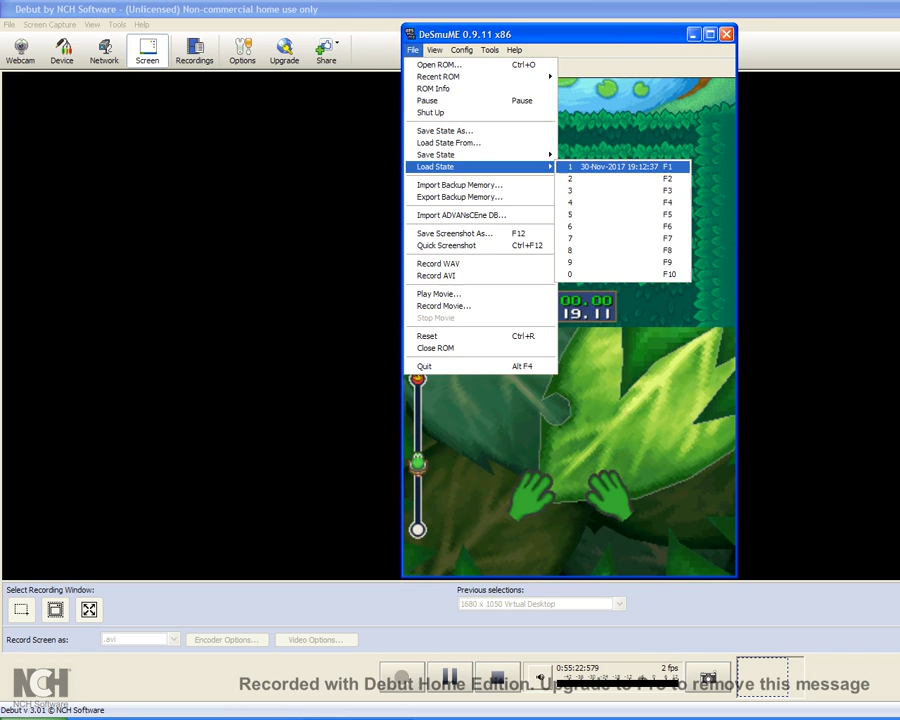 Debut by NCH Software - (Unlicensed) Non-commercial home use only
File Screen Capture View Tools Help
Webcam Device Network Screen Recordings Options Upgrade Share
DeSmuME 0.9.11 x86
File View Config Tools Help
Open ROM... Ctrl+O
Recent ROM
ROM Info
Pause Pause
Shut Up
Save State As...
Load State From...
Save State
Load State
Import Backup Memory...
Export Backup Memory...
Import ADVANsCEne DB...
Save Screenshot As... F12
Quick Screenshot Ctrl+F12
Record WAV
Record AVI
Play Movie...
Record Movie...
Stop Movie
Reset Ctrl+R
Close ROM
Quit Alt F4
1 30-Nov-2017 19:12:37 F1
2 F2
3 F3
4 F4
5 F5
6 F6
7 F7
8 F8
9 F9
0 F10
00.00
19.11
Select Recording Window:
Previous selections:
1680 x 1050 Virtual Desktop
Record Screen as: .avi Encoder Options... Video Options...
0:55:22:579 2 fps
NCH
NCH Software
Recorded with Debut Home Edition. Upgrade to Pro to remove this message
Debut v 3.01 © NCH Software